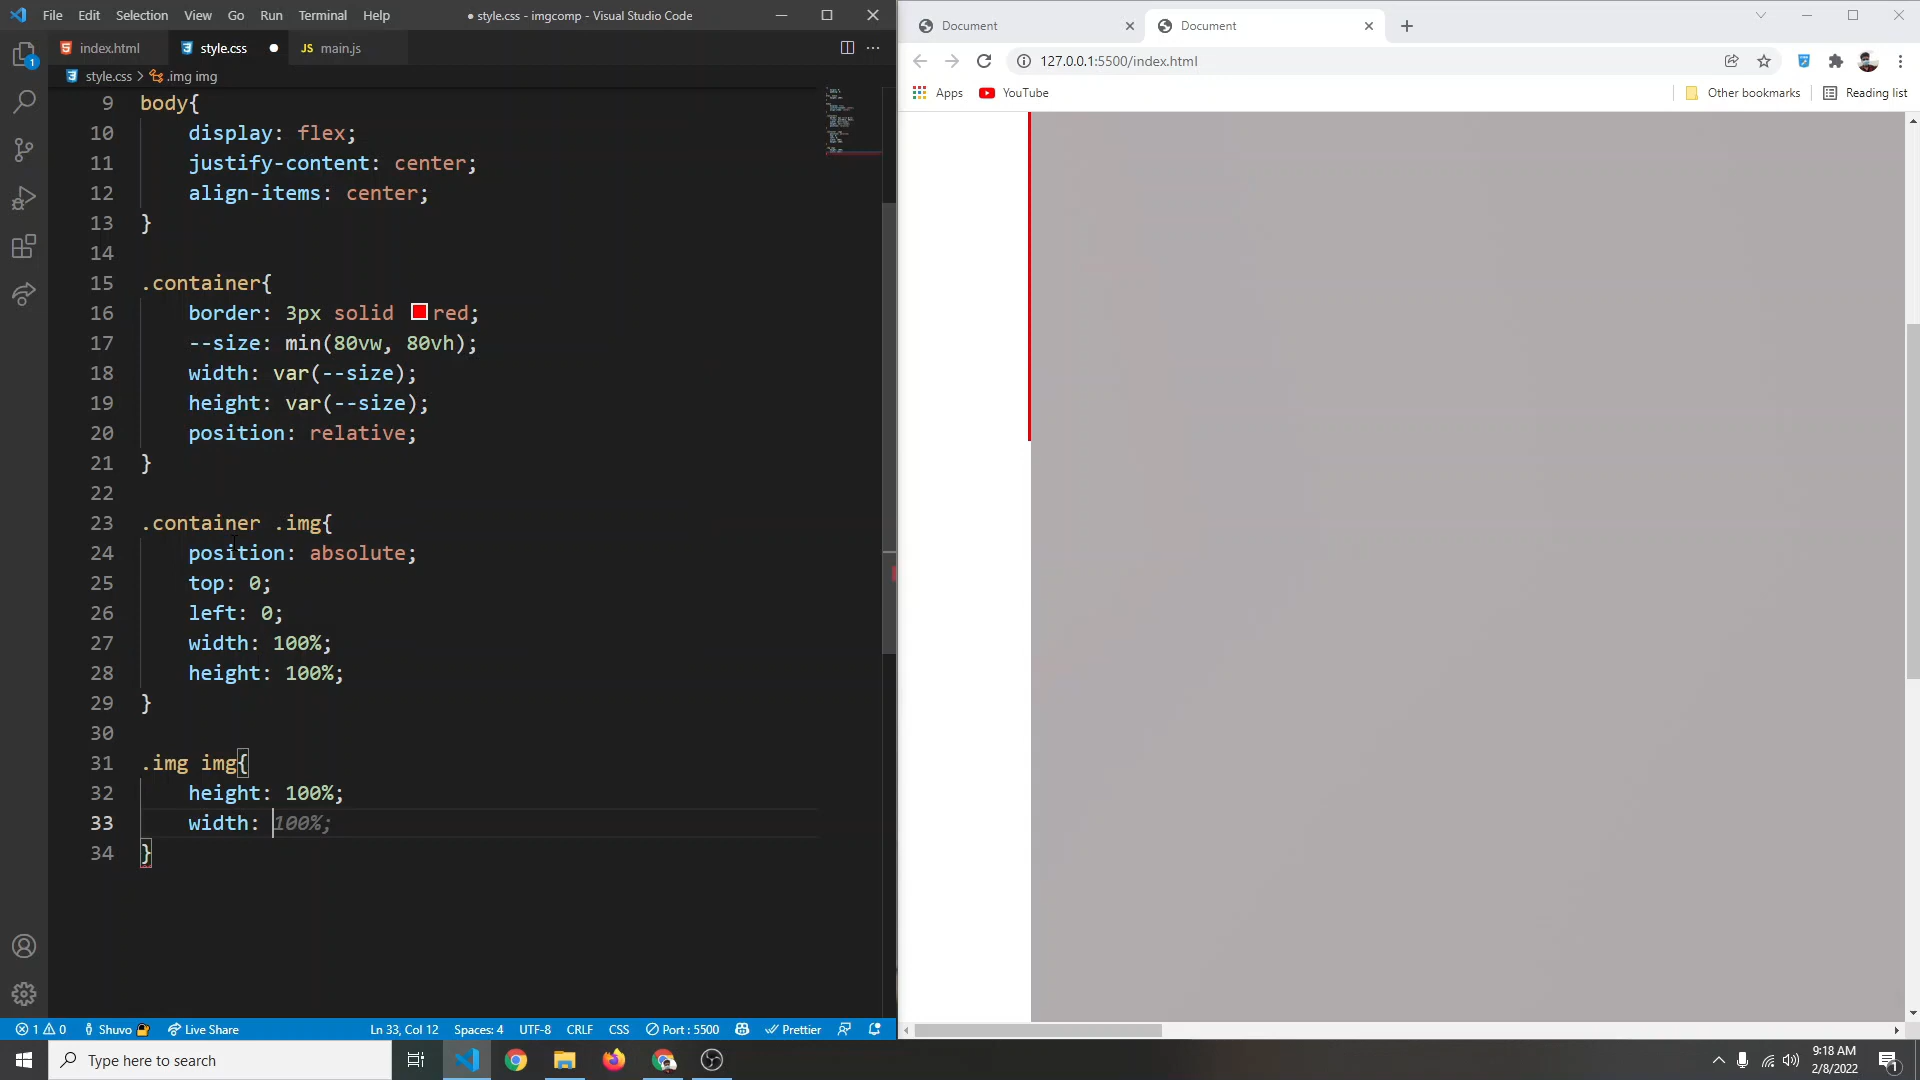 File Edit Selection View Go Run Terminal Help
● style.css - imgcomp - Visual Studio Code
index.html style.css ● JS main.js
style.css > .img img
9 body{
10 display: flex;
11 justify-content: center;
12 align-items: center;
13 }
14
15 .container{
16 border: 3px solid red;
17 --size: min(80vw, 80vh);
18 width: var(--size);
19 height: var(--size);
20 position: relative;
21 }
22
23 .container .img{
24 position: absolute;
25 top: 0;
26 left: 0;
27 width: 100%;
28 height: 100%;
29 }
30
31 .img img{
32 height: 100%;
33 width: 100%;
34 }
1
1 0 Shuvo Live Share Ln 33, Col 12 Spaces: 4 UTF-8 CRLF CSS Port : 5500 Prettier
Document Document
127.0.0.1:5500/index.html
Apps YouTube Other bookmarks Reading list
Type here to search
9:18 AM
2/8/2022
1